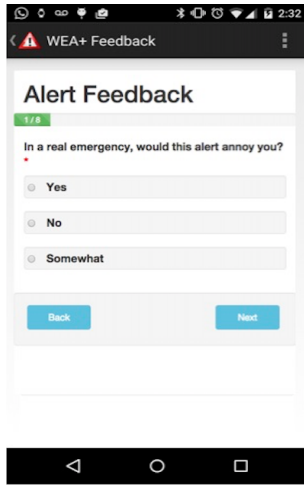 2:32
WEA+ Feedback
Alert Feedback
1/8
In a real emergency, would this alert annoy you?
*
Yes
No
Somewhat
Back
Next